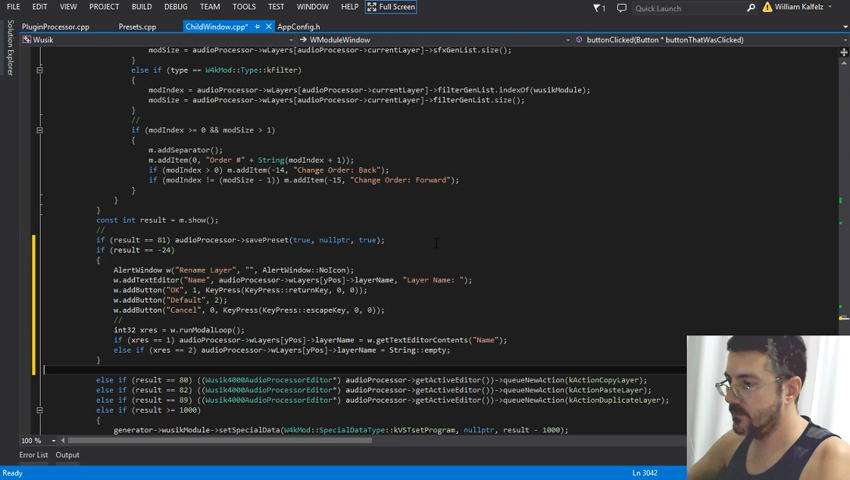 FILE EDIT VIEW PROJECT BUILD DEBUG TEAM TOOLS TEST WINDOW HELP Full Screen 1 Quick Launch William Kalfelz
PluginProcessor.cpp Presets.cpp ChildWindow.cpp* AppConfig.h
Solution Explorer
Wusik WModuleWindow buttonClicked(Button * buttonThatWasClicked)
modSize = audioProcessor->wLayers[audioProcessor->currentLayer]->sfxGenList.size();
}
else if (type == W4kMod::Type::kFilter)
{
modIndex = audioProcessor->wLayers[audioProcessor->currentLayer]->filterGenList.indexOf(wusikModule);
modSize = audioProcessor->wLayers[audioProcessor->currentLayer]->filterGenList.size();
}
//
if (modIndex >= 0 && modSize > 1)
{
m.addSeparator();
m.addItem(0, "Order #" + String(modIndex + 1));
if (modIndex > 0) m.addItem(-14, "Change Order: Back");
if (modIndex != (modSize - 1)) m.addItem(-15, "Change Order: Forward");
}
}
}
const int result = m.show();
//
if (result == 81) audioProcessor->savePreset(true, nullptr, true);
if (result == -24)
{
AlertWindow w("Rename Layer", "", AlertWindow::NoIcon);
w.addTextEditor("Name", audioProcessor->wLayers[yPos]->layerName, "Layer Name: ");
w.addButton("OK", 1, KeyPress(KeyPress::returnKey, 0, 0));
w.addButton("Default", 2);
w.addButton("Cancel", 0, KeyPress(KeyPress::escapeKey, 0, 0));
//
int32 xres = w.runModalLoop();
if (xres == 1) audioProcessor->wLayers[yPos]->layerName = w.getTextEditorContents("Name");
else if (xres == 2) audioProcessor->wLayers[yPos]->layerName = String::empty;
}
else if (result == 80) ((Wusik4000AudioProcessorEditor*) audioProcessor->getActiveEditor())->queueNewAction(kActionCopyLayer);
else if (result == 82) ((Wusik4000AudioProcessorEditor*) audioProcessor->getActiveEditor())->queueNewAction(kActionPasteLayer);
else if (result == 89) ((Wusik4000AudioProcessorEditor*) audioProcessor->getActiveEditor())->queueNewAction(kActionDuplicateLayer);
else if (result >= 1000)
{
generator->wusikModule->setSpecialData(W4kMod::SpecialDataType::kVSTsetProgram, nullptr, result - 1000);
100 %
Error List Output
Ready Ln 3042